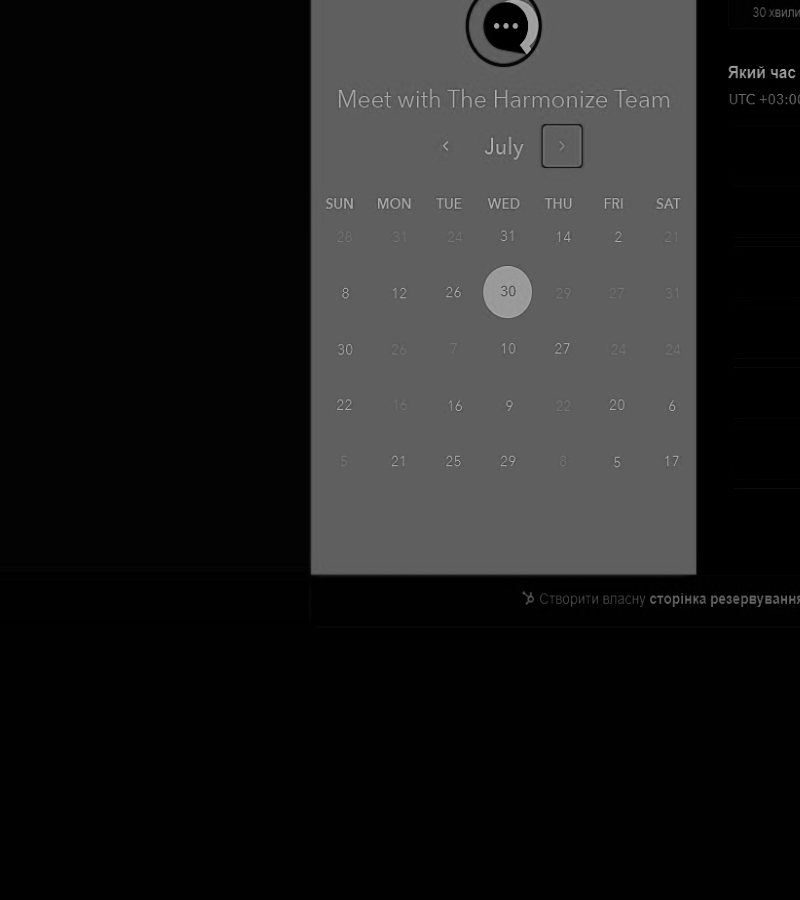 30 хвили
Який час
UTC +03:00
Meet with The Harmonize Team
July
SUN MON TUE WED THU FRI SAT
28 31 24 31 14 2 21
8 12 26 30 29 27 31
30 26 7 10 27 24 24
22 16 16 9 22 20 6
5 21 25 29 8 5 17
Створити власну сторінка резервування